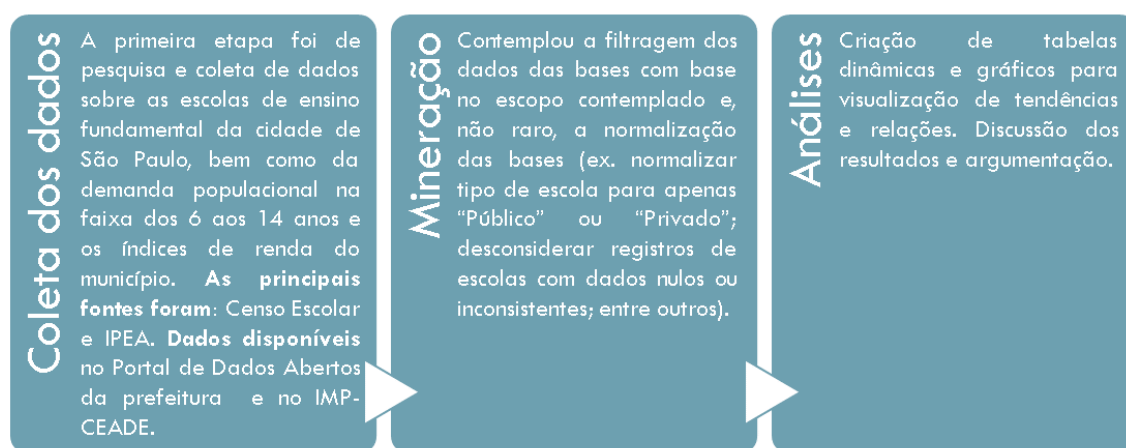 Coleta dos dados
A primeira etapa foi de
pesquisa e coleta de dados
sobre as escolas de ensino
fundamental da cidade de
São Paulo, bem como da
demanda populacional na
faixa dos 6 aos 14 anos e
os índices de renda do
município. As principais
fontes foram: Censo Escolar
e IPEA. Dados disponíveis
no Portal de Dados Abertos
da prefeitura e no IMP-
CEADE.
Mineração
Contemplou a filtragem dos
dados das bases com base
no escopo contemplado e,
não raro, a normalização
das bases (ex. normalizar
tipo de escola para apenas
“Público” ou “Privado”;
desconsiderar registros de
escolas com dados nulos ou
inconsistentes; entre outros).
Análises
Criação de tabelas
dinâmicas e gráficos para
visualização de tendências
e relações. Discussão dos
resultados e argumentação.